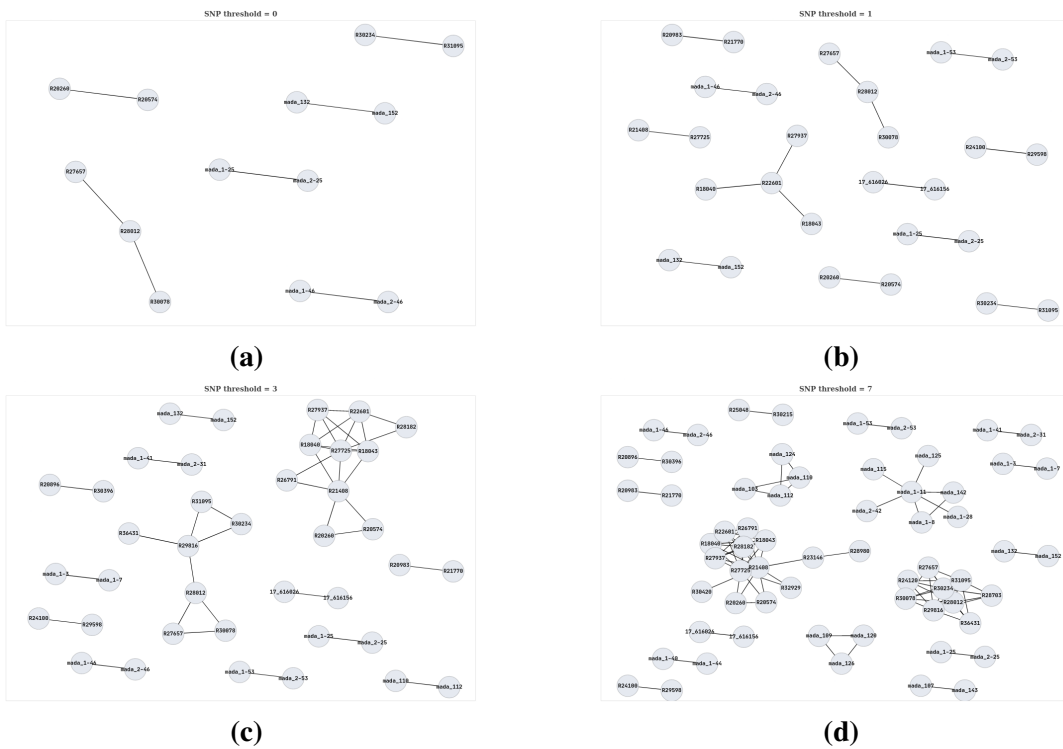 SNP threshold = 0
R30234
R31095
R20260
R20574
mada_132
mada_152
R27657
mada_1-25
mada_2-25
R28012
mada_1-46
mada_2-46
R30078
(a)
SNP threshold = 1
R20983
R21770
R27657
mada_1-53
mada_2-53
mada_1-46
mada_2-46
R28012
R21408
R27725
R27937
R30078
R24100
R29598
R18040
R22601
17_616026
17_616156
R18043
mada_1-25
mada_2-25
mada_132
mada_152
R20260
R20574
R30234
R31095
(b)
SNP threshold = 3
mada_132
mada_152
R27937
R22601
R28182
R18040
R27725
R18043
mada_1-41
mada_2-31
R26791
R21408
R20896
R30396
R31095
R30234
R36431
R29816
R20260
R20574
mada_1-3
mada_1-7
R20983
R21770
R28012
17_616026
17_616156
R24100
R29598
R27657
R30078
mada_1-25
mada_2-25
mada_1-46
mada_2-46
mada_1-53
mada_2-53
mada_110
mada_112
(c)
SNP threshold = 7
R25048
R30215
mada_1-46
mada_2-46
mada_1-53
mada_2-53
mada_1-41
mada_2-31
R20896
R30396
mada_124
mada_110
mada_103
mada_112
mada_125
mada_115
mada_1-11
mada_142
mada_2-42
mada_1-28
mada_1-8
mada_1-3
mada_1-7
R20983
R21770
R22601
R26791
R18040
R18043
R28182
R27937
R27725
R21408
R23146
R28980
mada_132
mada_152
R30420
R32929
R20260
R20574
R27657
R24120
R31095
R30234
R30078
R28012
R28703
R29816
R36431
17_616026
17_616156
mada_109
mada_120
mada_126
mada_1-25
mada_2-25
mada_1-40
mada_1-44
R24100
R29598
mada_107
mada_143
(d)